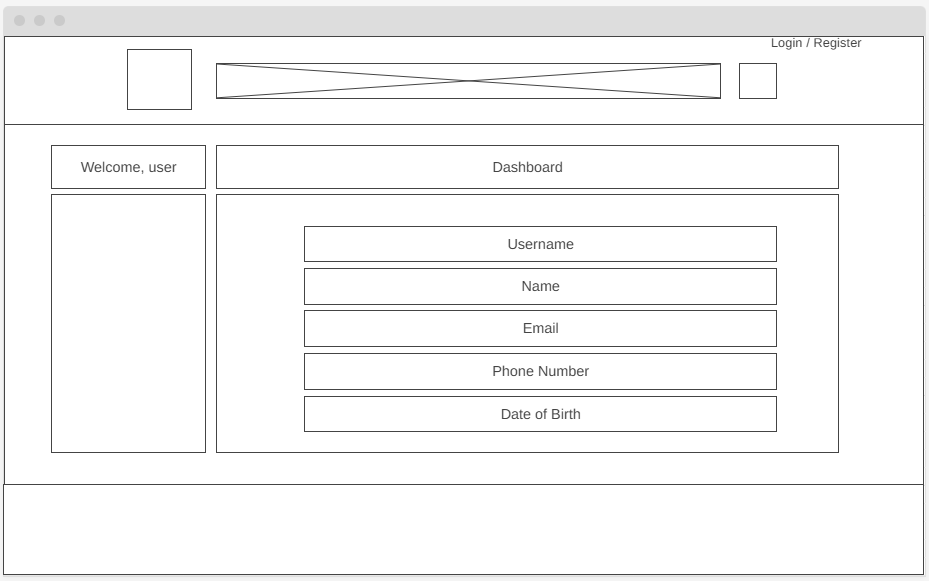 Login / Register
Welcome, user
Dashboard
Username
Name
Email
Phone Number
Date of Birth